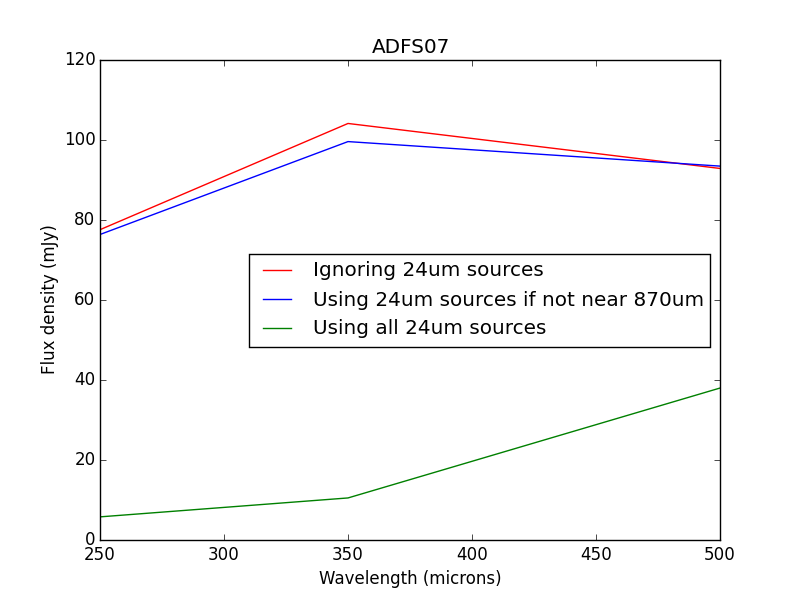 ADFS07
120
100
80
60
40
20
0
Flux density (mJy)
Ignoring 24um sources
Using 24um sources if not near 870um
Using all 24um sources
250 300 350 400 450 500
Wavelength (microns)